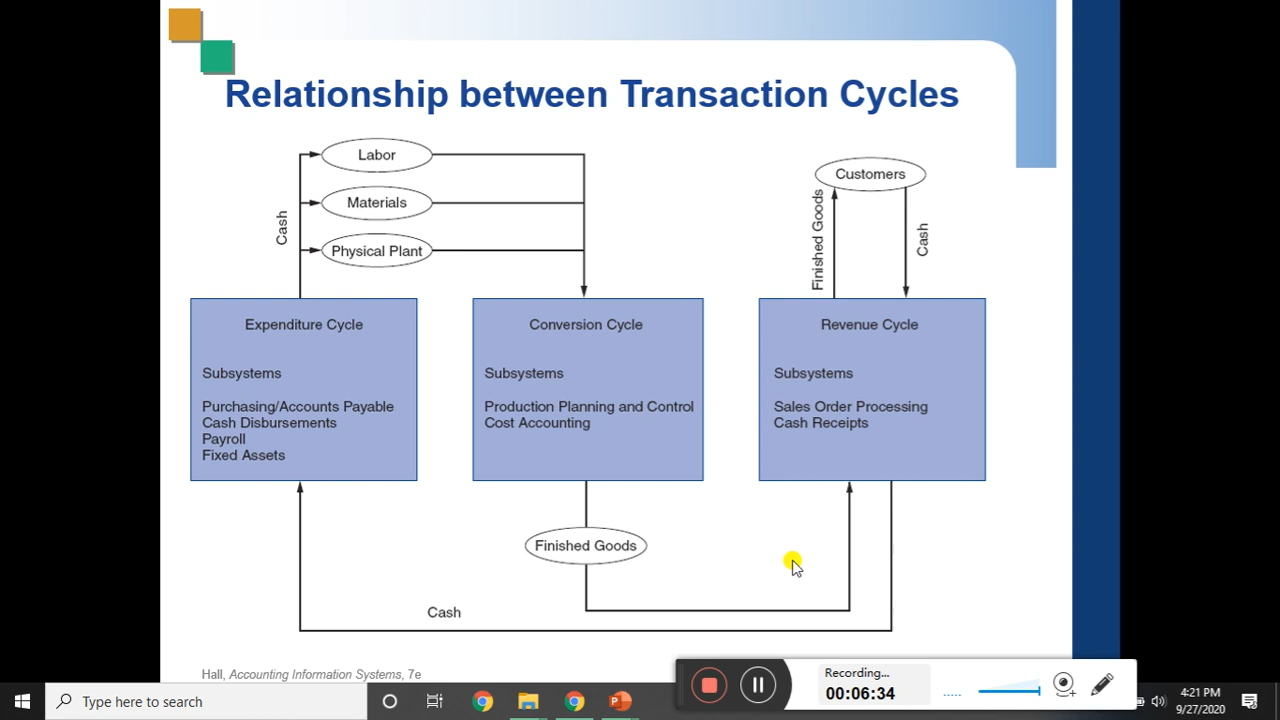 Relationship between Transaction Cycles
Labor
Materials
Physical Plant
Cash
Customers
Finished Goods
Cash
Expenditure Cycle
Subsystems
Purchasing/Accounts Payable
Cash Disbursements
Payroll
Fixed Assets
Conversion Cycle
Subsystems
Production Planning and Control
Cost Accounting
Revenue Cycle
Subsystems
Sales Order Processing
Cash Receipts
Finished Goods
Cash
Hall, Accounting Information Systems, 7e
Recording...
00:06:34
Type here to search
4:21 PM
9/27/2020